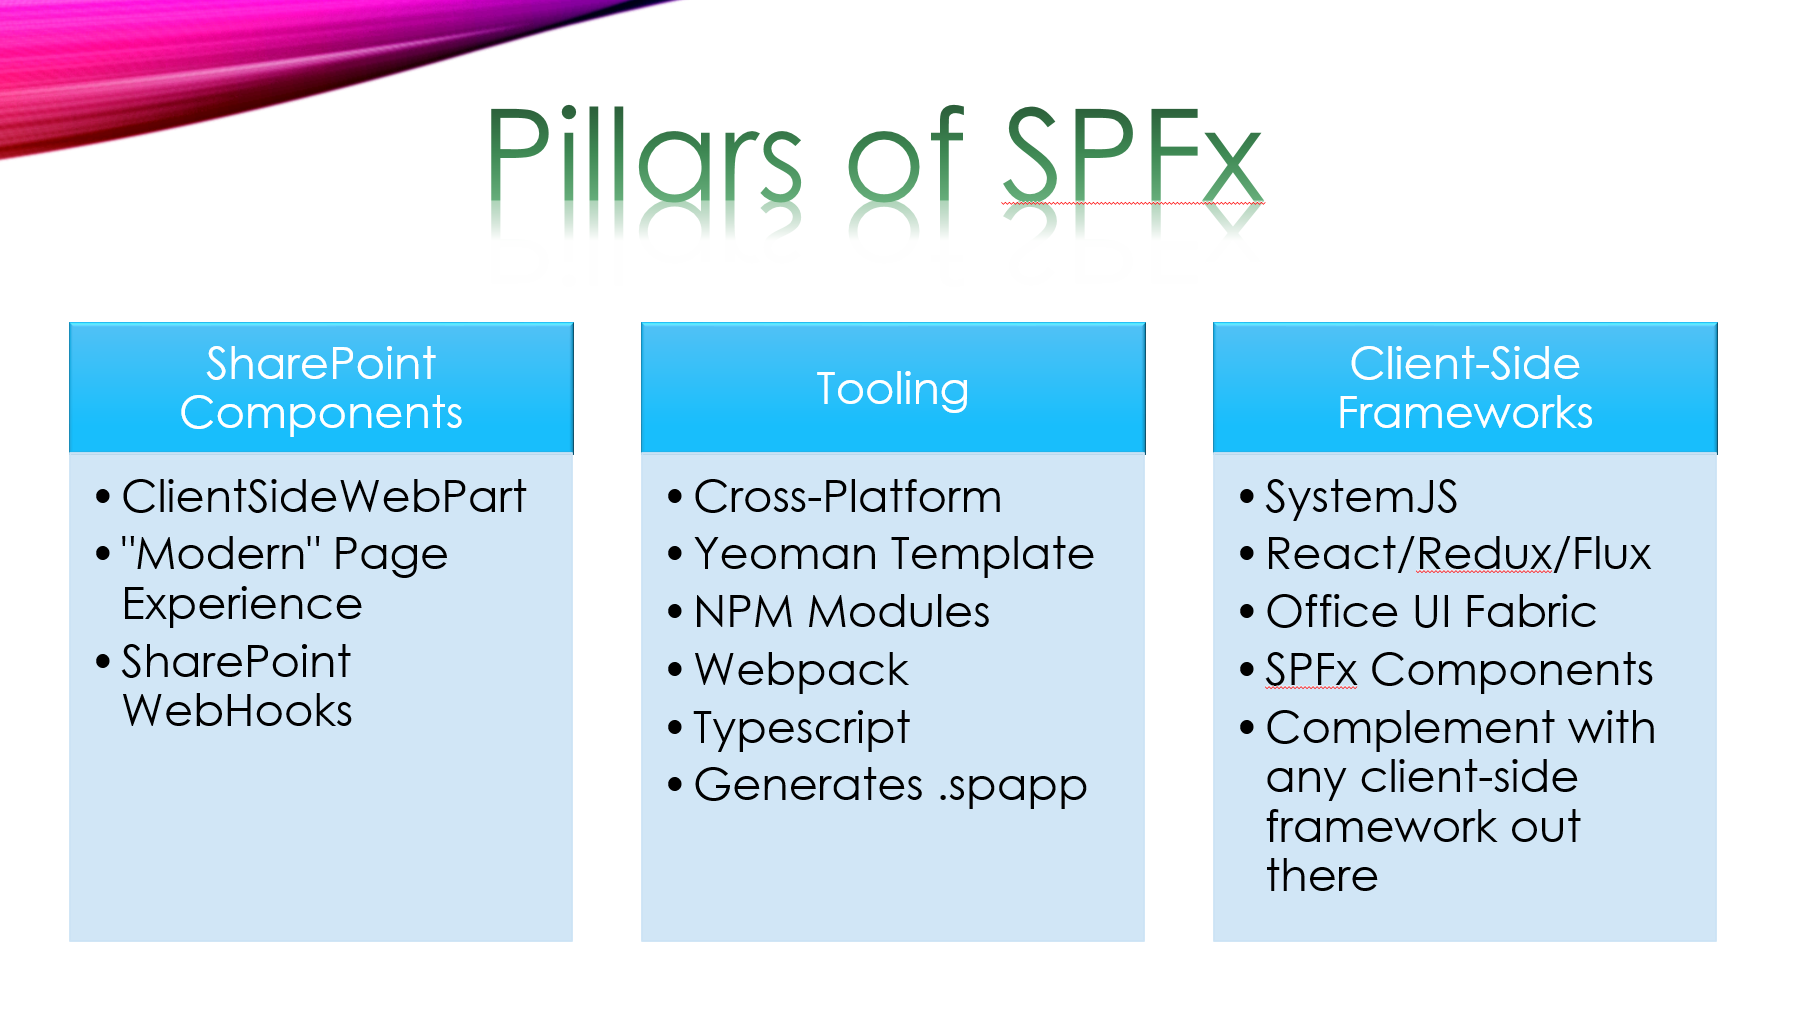 Pillars of SPFx
SharePoint
Components
• ClientSideWebPart
• "Modern" Page
Experience
• SharePoint
WebHooks
Tooling
• Cross-Platform
• Yeoman Template
• NPM Modules
• Webpack
• Typescript
• Generates .spapp
Client-Side
Frameworks
• SystemJS
• React/Redux/Flux
• Office UI Fabric
• SPFx Components
• Complement with
any client-side
framework out
there